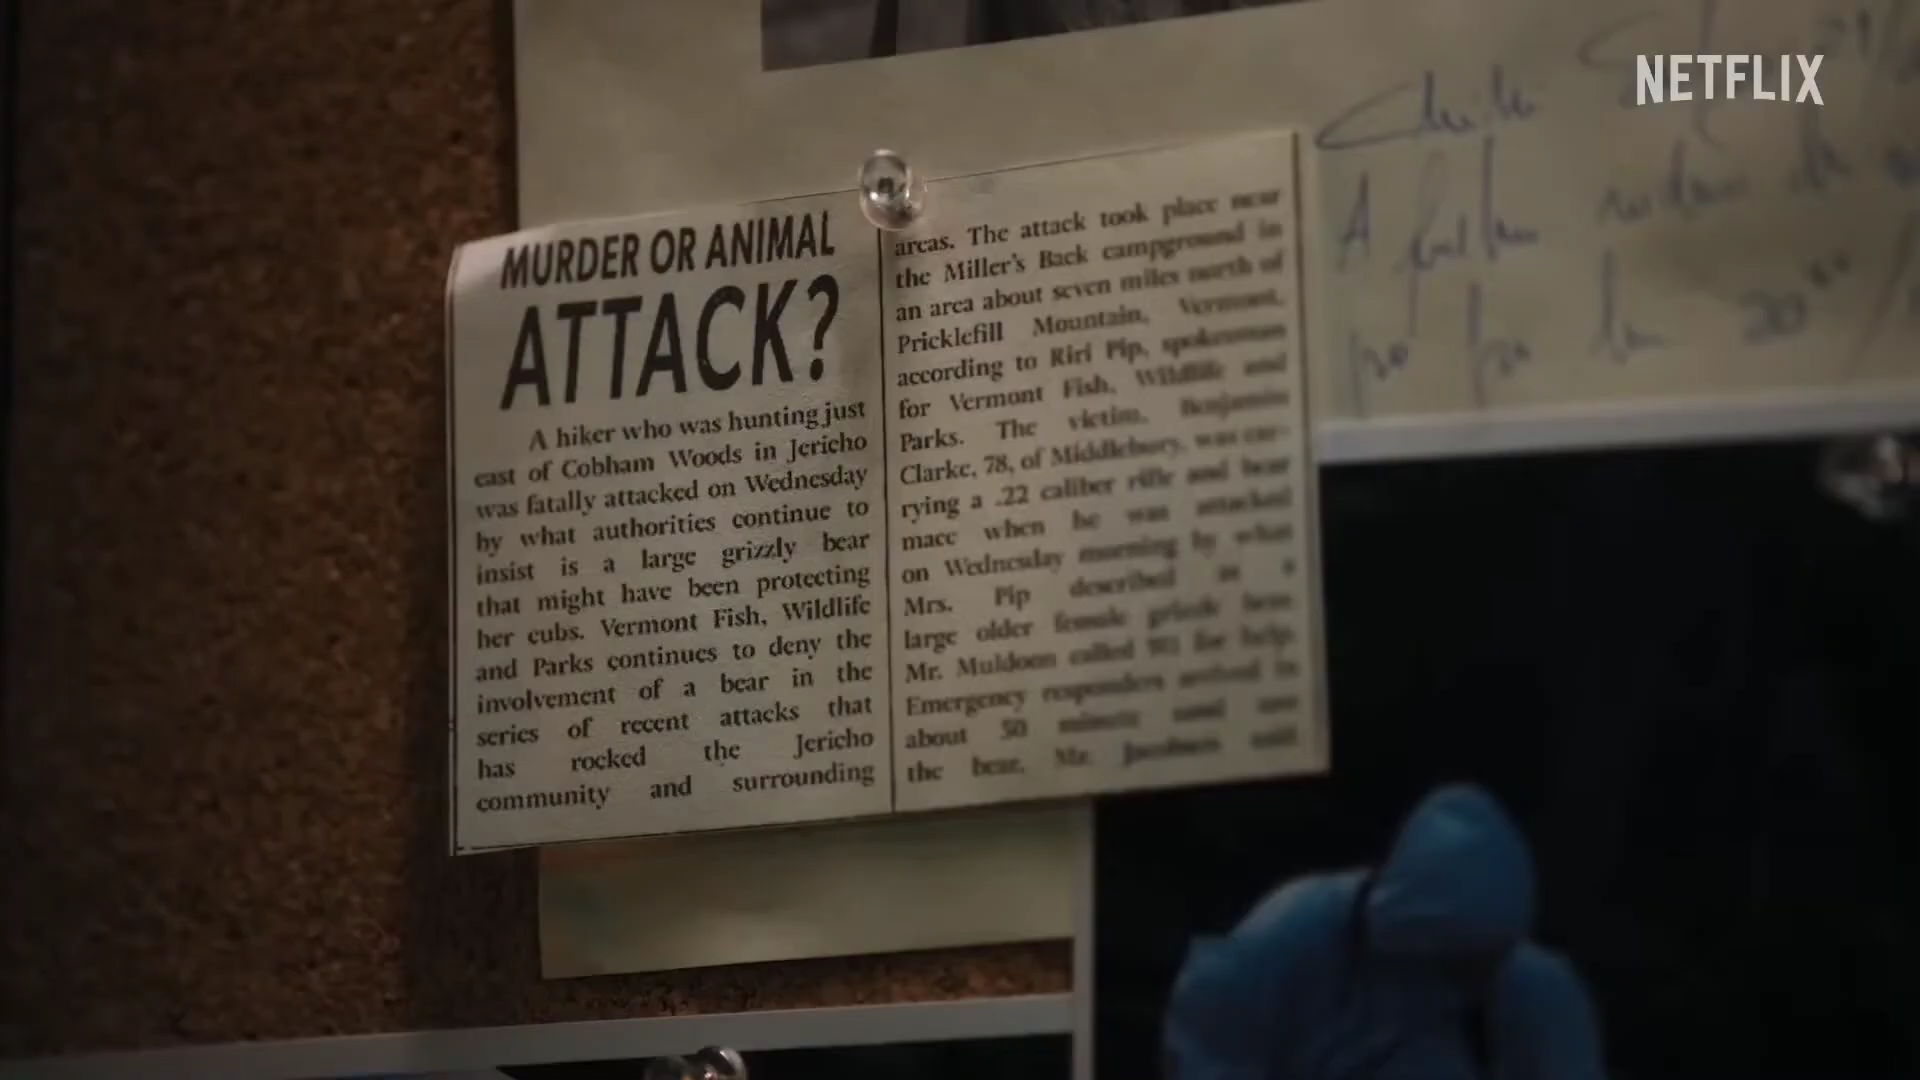 NETFLIX
MURDER OR ANIMAL
ATTACK?
A hiker who was hunting just
east of Cobham Woods in Jericho
was fatally attacked on Wednesday
by what authorities continue to
insist is a large grizzly bear
that might have been protecting
her cubs. Vermont Fish, Wildlife
and Parks continues to deny the
involvement of a bear in the
series of recent attacks that
has rocked the Jericho
community and surrounding
areas. The attack took place near
the Miller's Back campground in
an area about seven miles north of
Pricklefill Mountain, Vermont,
according to Riri Pip, spokesman
for Vermont Fish, Wildlife and
Parks. The victim, Benjamin
Clarke, 78, of Middlebury, was car-
rying a .22 caliber rifle and bear
mace when he was attacked
on Wednesday morning by what
Mrs. Pip described as a
large older female grizzly bear.
Mr. Muldoon called 911 for help.
Emergency responders arrived in
about 50
the bear, Mr. said